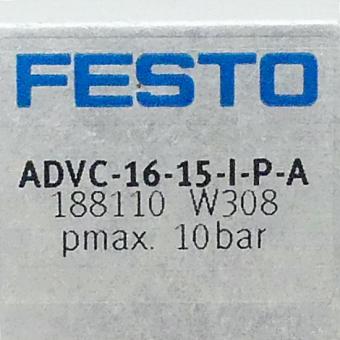 FESTO
ADVC-16-15-I-P-A
188110 W308
pmax. 10bar